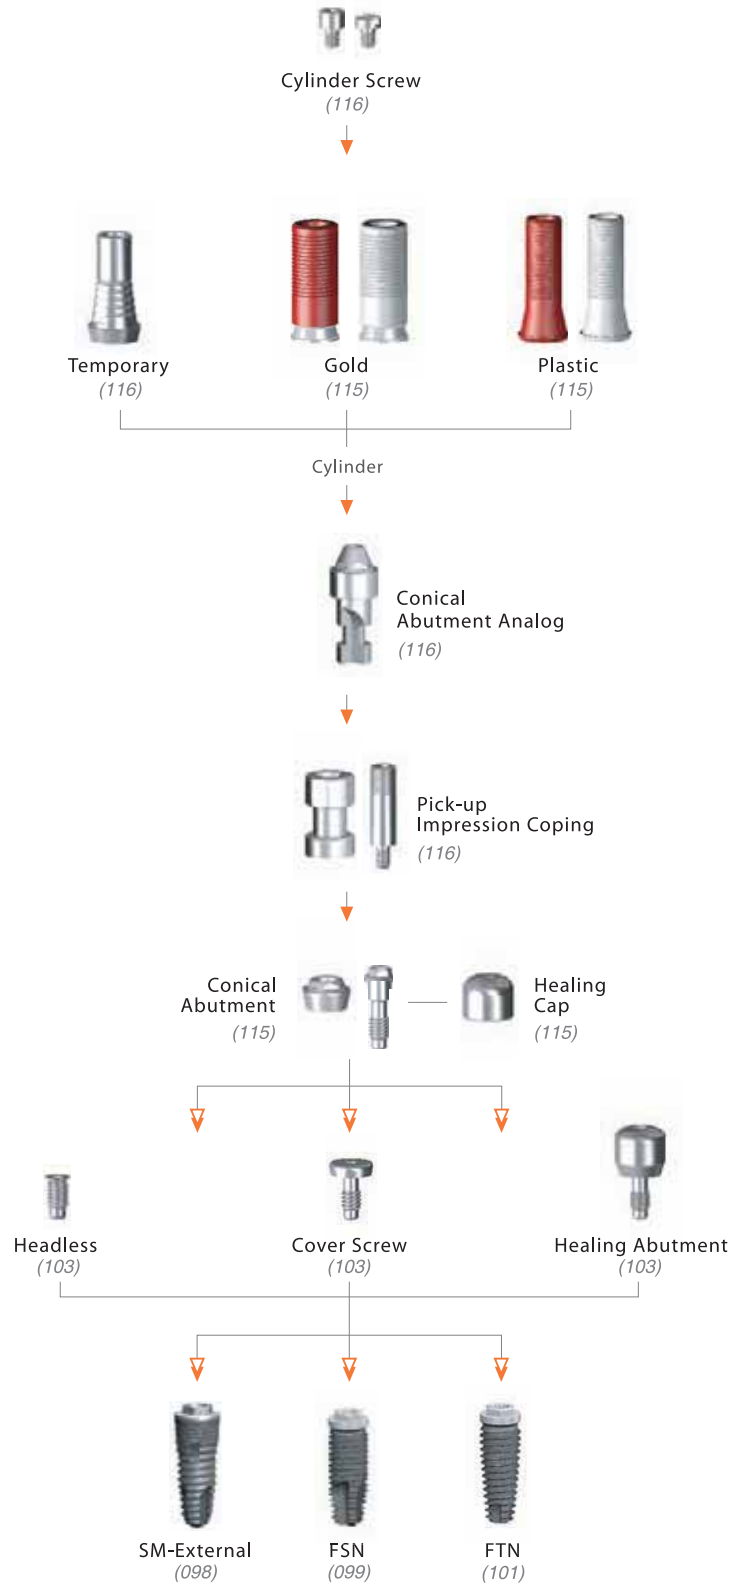 Cylinder Screw
(116)
Temporary
(116)
Gold
(115)
Plastic
(115)
Cylinder
Conical
Abutment Analog
(116)
Pick-up
Impression Coping
(116)
Conical
Abutment
(115)
Healing
Cap
(115)
Headless
(103)
Cover Screw
(103)
Healing Abutment
(103)
SM-External
(098)
FSN
(099)
FTN
(101)